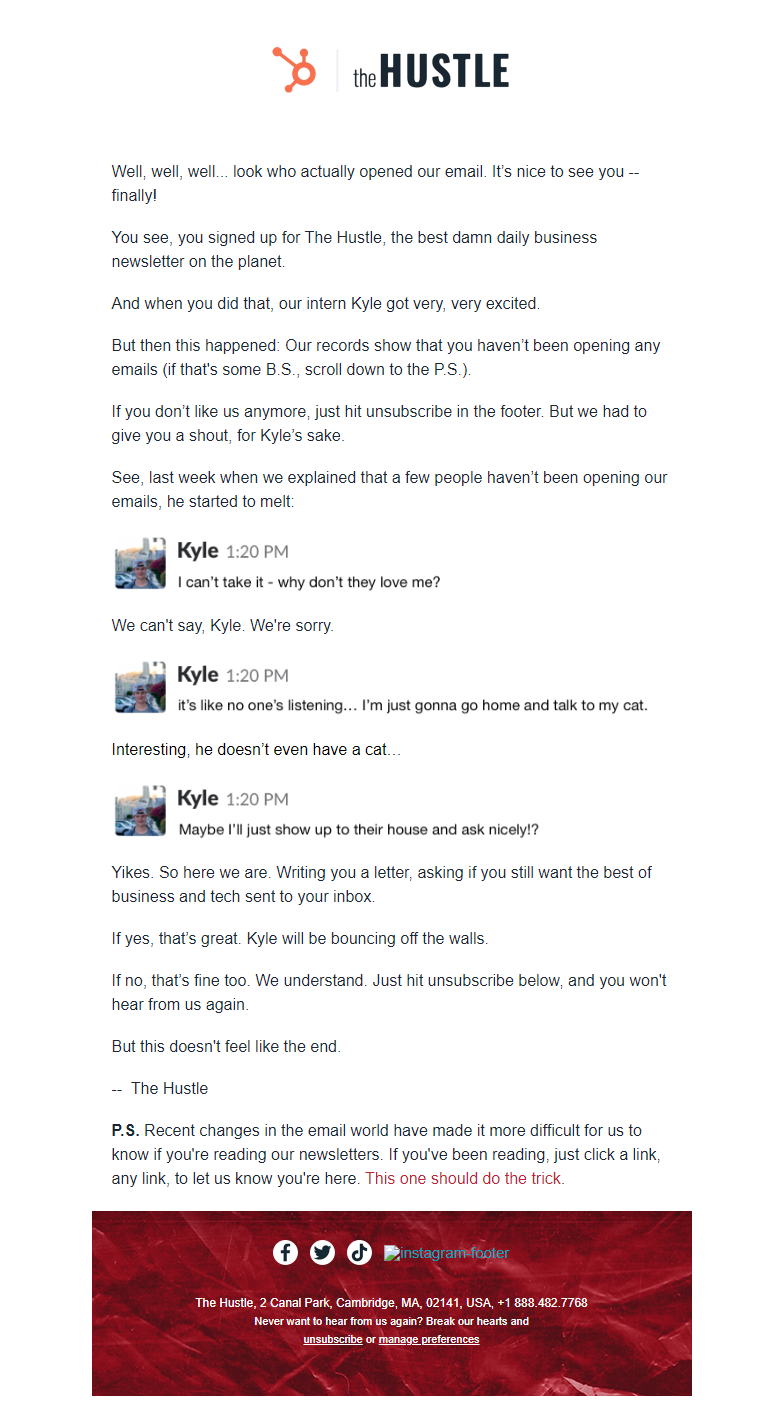 the HUSTLE
Well, well, well... look who actually opened our email. It’s nice to see you --
finally!
You see, you signed up for The Hustle, the best damn daily business
newsletter on the planet.
And when you did that, our intern Kyle got very, very excited.
But then this happened: Our records show that you haven’t been opening any
emails (if that's some B.S., scroll down to the P.S.).
If you don’t like us anymore, just hit unsubscribe in the footer. But we had to
give you a shout, for Kyle’s sake.
See, last week when we explained that a few people haven’t been opening our
emails, he started to melt:
Kyle 1:20 PM
I can’t take it - why don’t they love me?
We can't say, Kyle. We're sorry.
Kyle 1:20 PM
it’s like no one’s listening… I’m just gonna go home and talk to my cat.
Interesting, he doesn’t even have a cat…
Kyle 1:20 PM
Maybe I’ll just show up to their house and ask nicely!?
Yikes. So here we are. Writing you a letter, asking if you still want the best of
business and tech sent to your inbox.
If yes, that’s great. Kyle will be bouncing off the walls.
If no, that’s fine too. We understand. Just hit unsubscribe below, and you won't
hear from us again.
But this doesn't feel like the end.
-- The Hustle
P.S. Recent changes in the email world have made it more difficult for us to
know if you're reading our newsletters. If you've been reading, just click a link,
any link, to let us know you're here. This one should do the trick.
instagram-footer
The Hustle, 2 Canal Park, Cambridge, MA, 02141, USA, +1 888.482.7768
Never want to hear from us again? Break our hearts and
unsubscribe or manage preferences